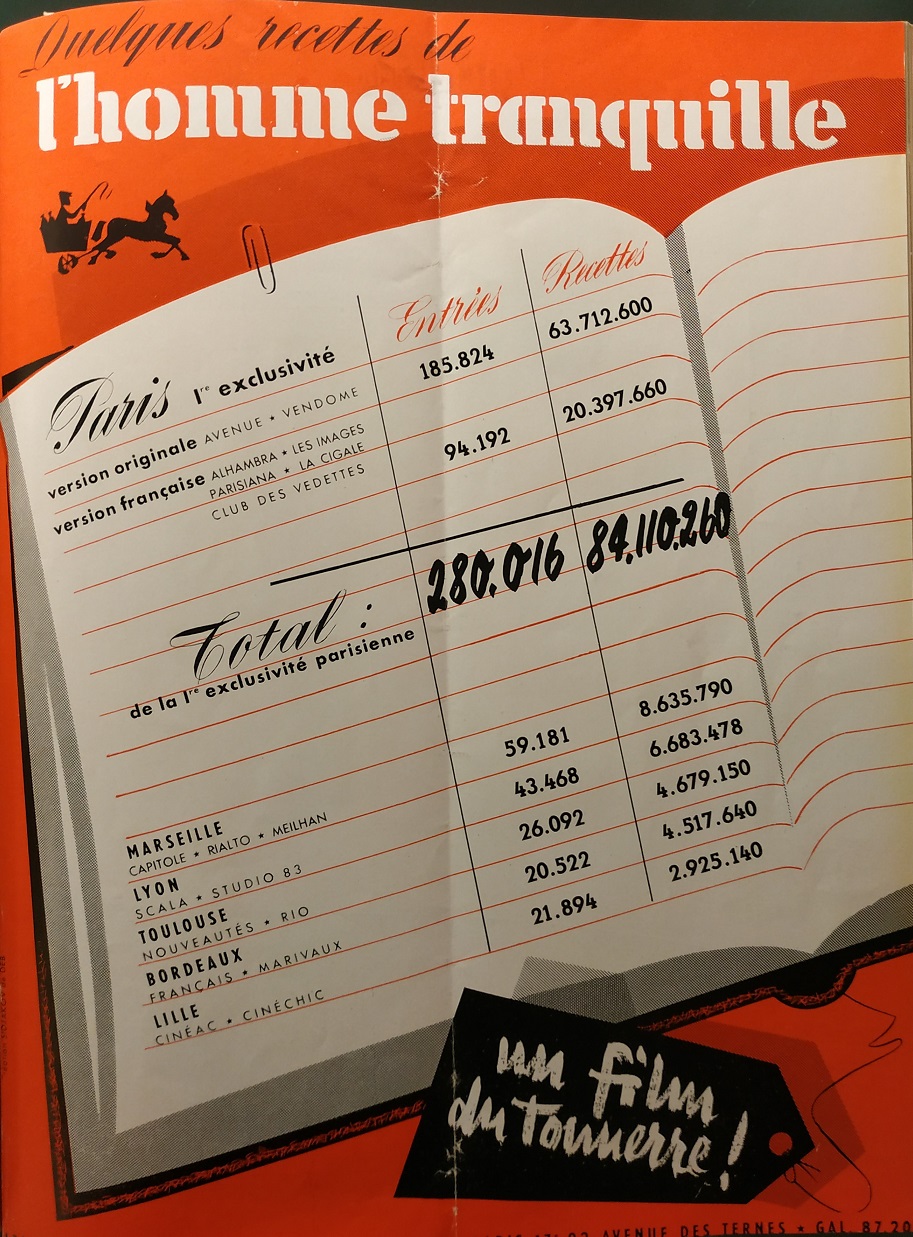 Quelques recettes de
l'homme tranquille
Entrées Recettes
Paris 1re exclusivité
version originale AVENUE ★ VENDOME 185.824 63.712.600
version française ALHAMBRA ★ LES IMAGES 94.192 20.397.660
PARISIANA ★ LA CIGALE
CLUB DES VEDETTES
Total : 280.016 84.110.260
de la 1re exclusivité parisienne
MARSEILLE 59.181 8.635.790
CAPITOLE ★ RIALTO ★ MEILHAN
LYON 43.468 6.683.478
SCALA ★ STUDIO 83
TOULOUSE 26.092 4.679.150
NOUVEAUTÉS ★ RIO
BORDEAUX 20.522 4.517.640
FRANÇAIS ★ MARIVAUX
LILLE 21.894 2.925.140
CINÉAC ★ CINÉCHIC
un film
du tonnerre !
AVENUE DES TERNES ★ GAL. 87.20